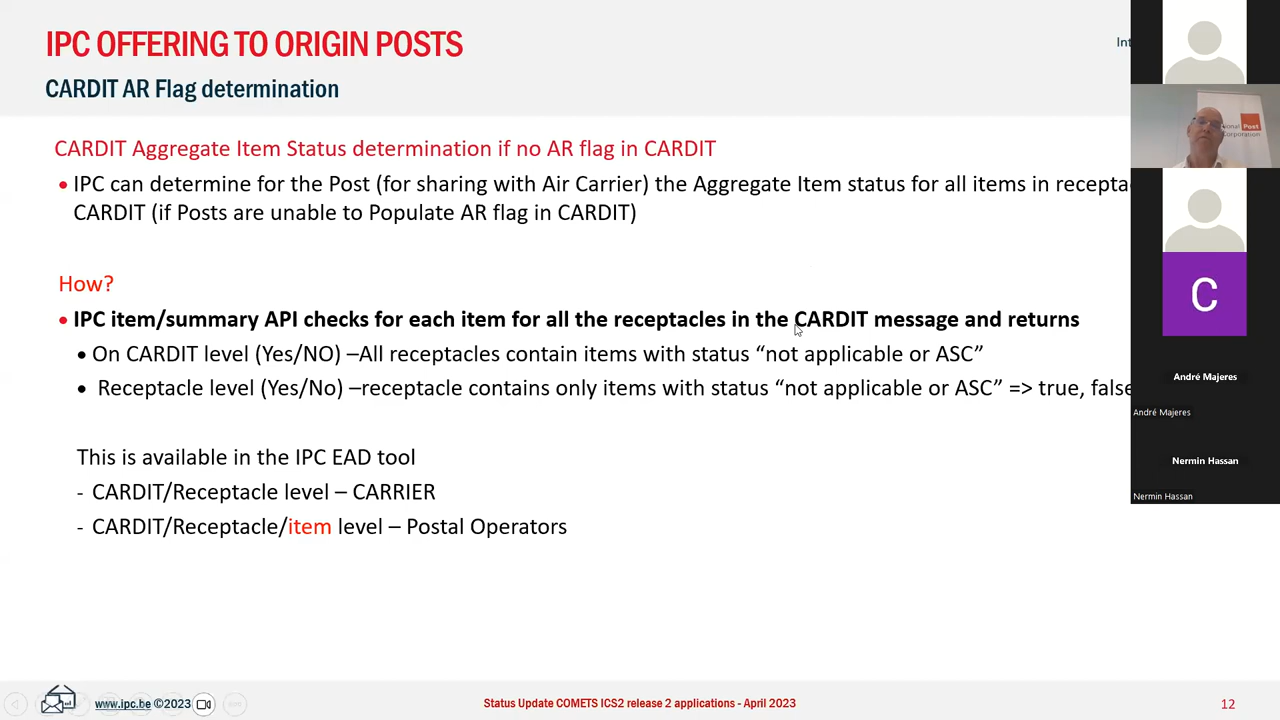 IPC OFFERING TO ORIGIN POSTS
Int
CARDIT AR Flag determination
CARDIT Aggregate Item Status determination if no AR flag in CARDIT
• IPC can determine for the Post (for sharing with Air Carrier) the Aggregate Item status for all items in recepta
CARDIT (if Posts are unable to Populate AR flag in CARDIT)
How?
• IPC item/summary API checks for each item for all the receptacles in the CARDIT message and returns
• On CARDIT level (Yes/NO) –All receptacles contain items with status “not applicable or ASC”
• Receptacle level (Yes/No) –receptacle contains only items with status “not applicable or ASC” => true, false
This is available in the IPC EAD tool
- CARDIT/Receptacle level – CARRIER
- CARDIT/Receptacle/item level – Postal Operators
www.ipc.be ©2023
Status Update COMETS ICS2 release 2 applications - April 2023
12
Post
Corporation
C
André Majeres
André Majeres
Nermin Hassan
Nermin Hassan